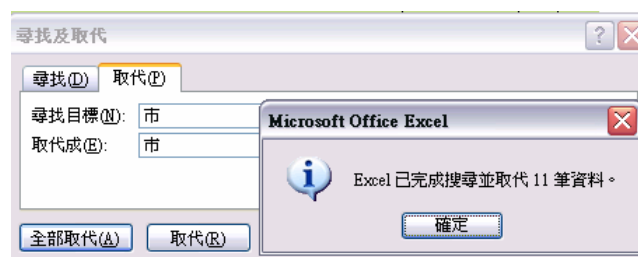 尋找及取代
尋找(D) 取代(P)
尋找目標(N): 市
取代成(E): 市
Microsoft Office Excel
Excel 已完成搜尋並取代 11 筆資料。
確定
全部取代(A) 取代(R)